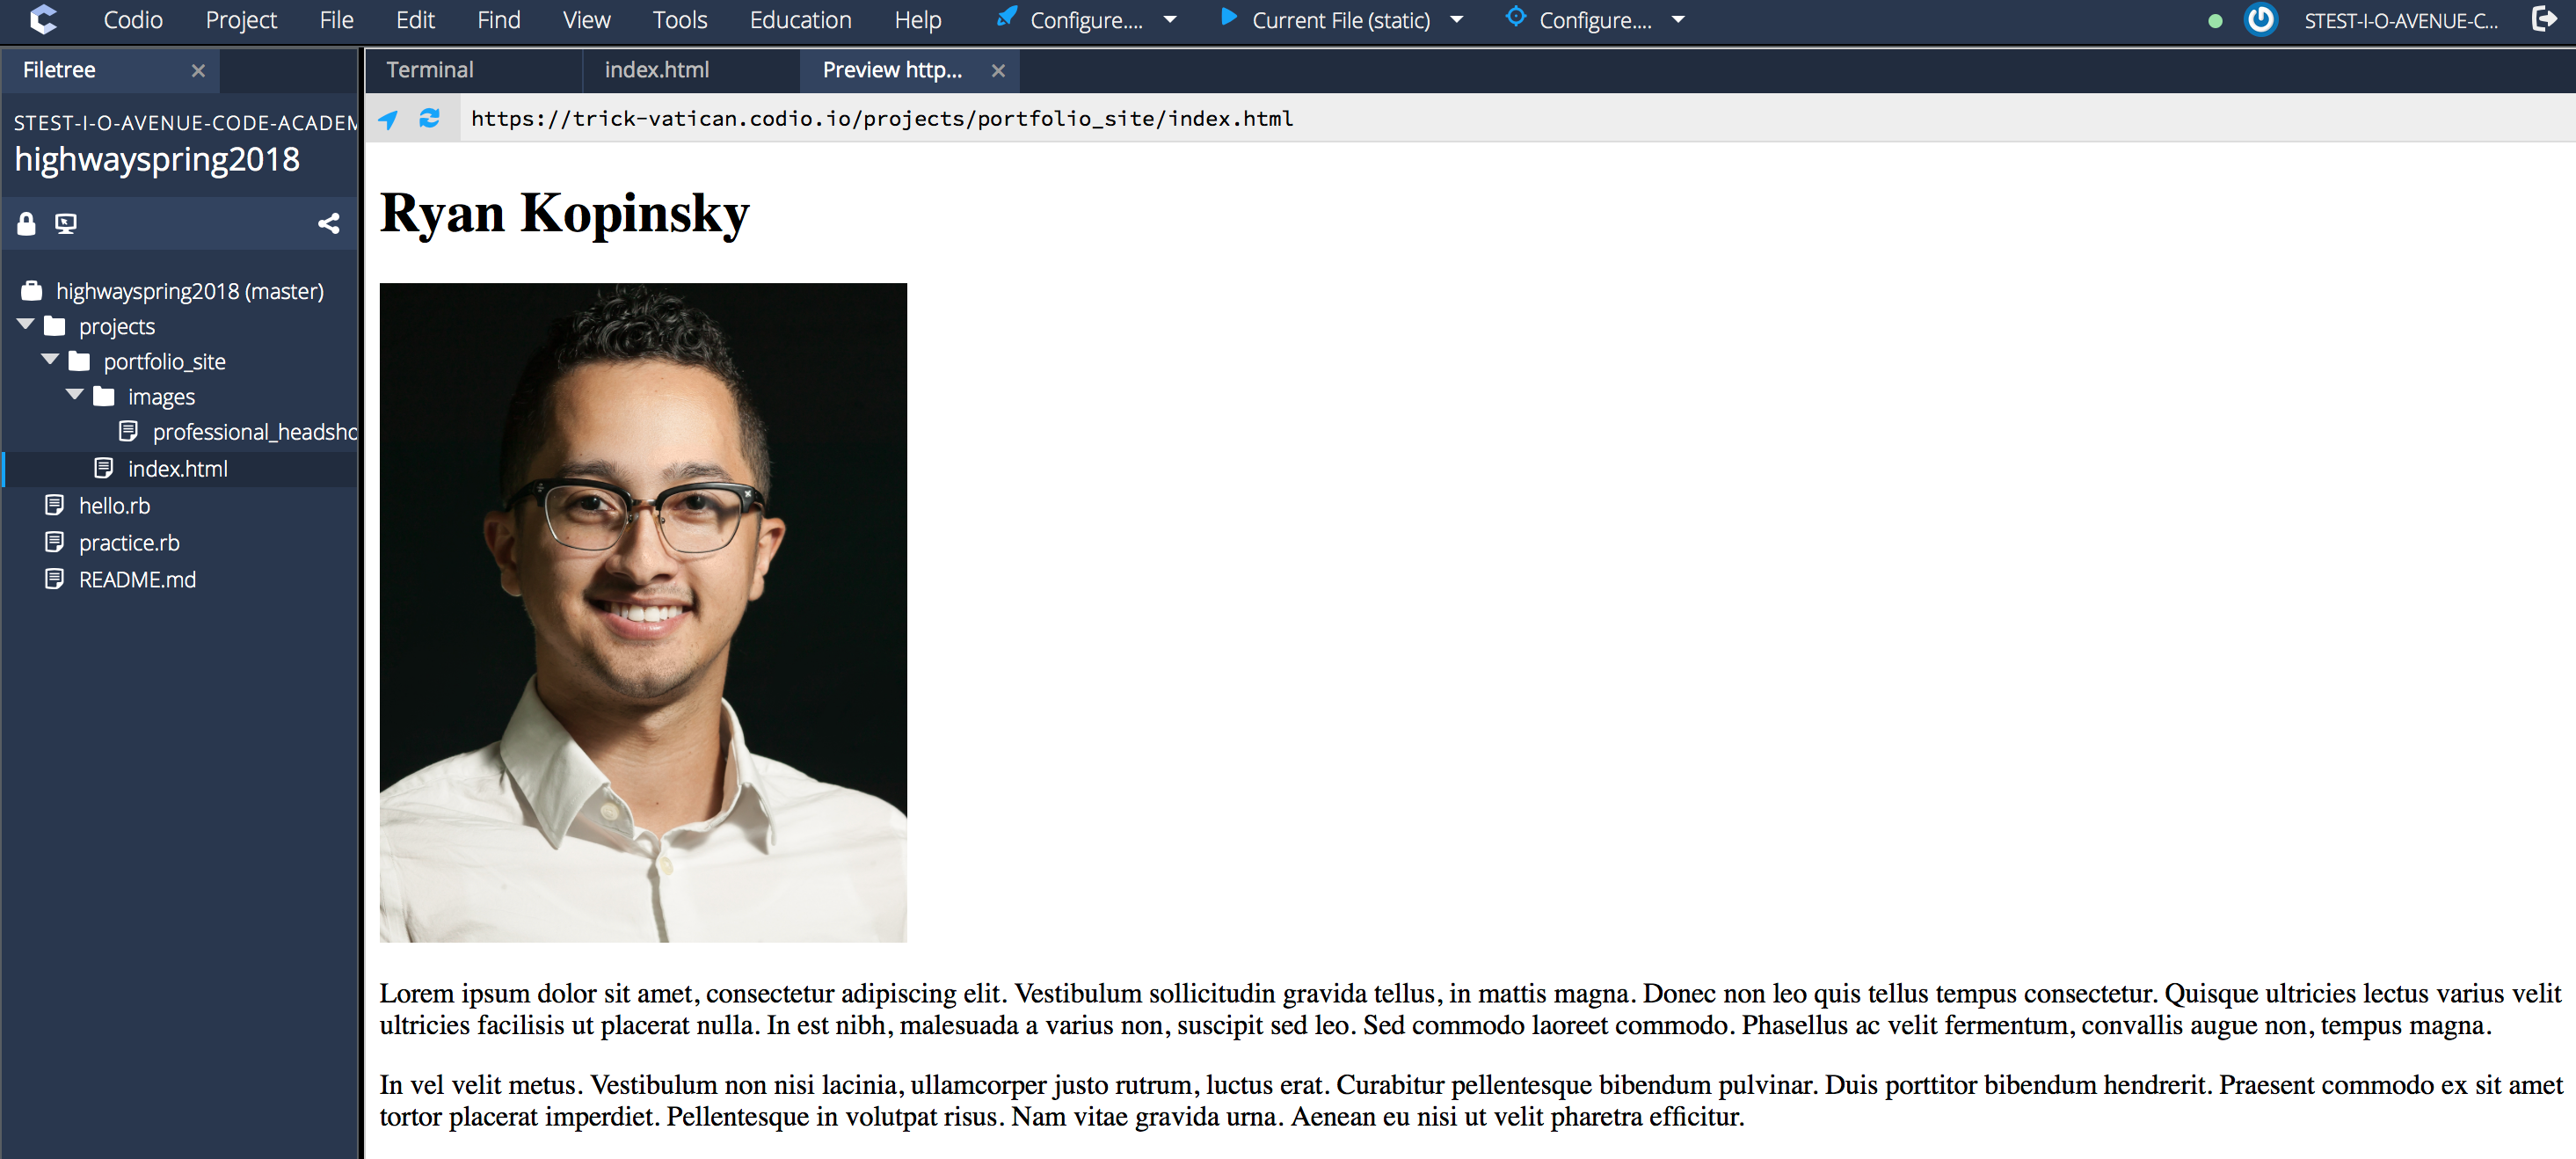 Codio Project File Edit Find View Tools Education Help Configure.... Current File (static) Configure.... STEST-I-O-AVENUE-C...
Filetree
Terminal index.html Preview http...
STEST-I-O-AVENUE-CODE-ACADEM
highwayspring2018
https://trick-vatican.codio.io/projects/portfolio_site/index.html
highwayspring2018 (master)
projects
portfolio_site
images
professional_headsho
index.html
hello.rb
practice.rb
README.md
Ryan Kopinsky
Lorem ipsum dolor sit amet, consectetur adipiscing elit. Vestibulum sollicitudin gravida tellus, in mattis magna. Donec non leo quis tellus tempus consectetur. Quisque ultricies lectus varius velit
ultricies facilisis ut placerat nulla. In est nibh, malesuada a varius non, suscipit sed leo. Sed commodo laoreet commodo. Phasellus ac velit fermentum, convallis augue non, tempus magna.
In vel velit metus. Vestibulum non nisi lacinia, ullamcorper justo rutrum, luctus erat. Curabitur pellentesque bibendum pulvinar. Duis porttitor bibendum hendrerit. Praesent commodo ex sit amet
tortor placerat imperdiet. Pellentesque in volutpat risus. Nam vitae gravida urna. Aenean eu nisi ut velit pharetra efficitur.